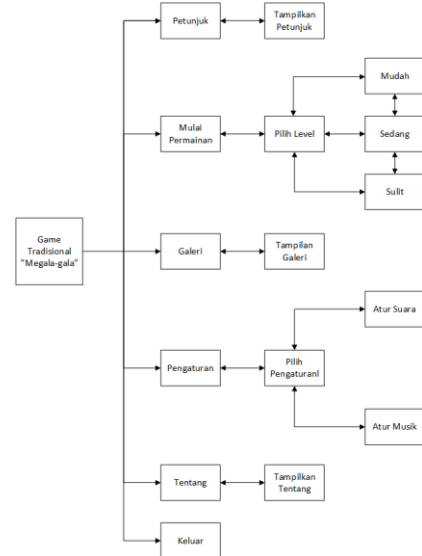 Petunjuk
Tampilkan
Petunjuk
Mudah
Mulai
Permainan
Pilih Level
Sedang
Sulit
Game
Tradisional
"Megala-gala"
Galeri
Tampilan
Galeri
Atur Suara
Pengaturan
Pilih
Pengaturanl
Atur Musik
Tentang
Tampilkan
Tentang
Keluar